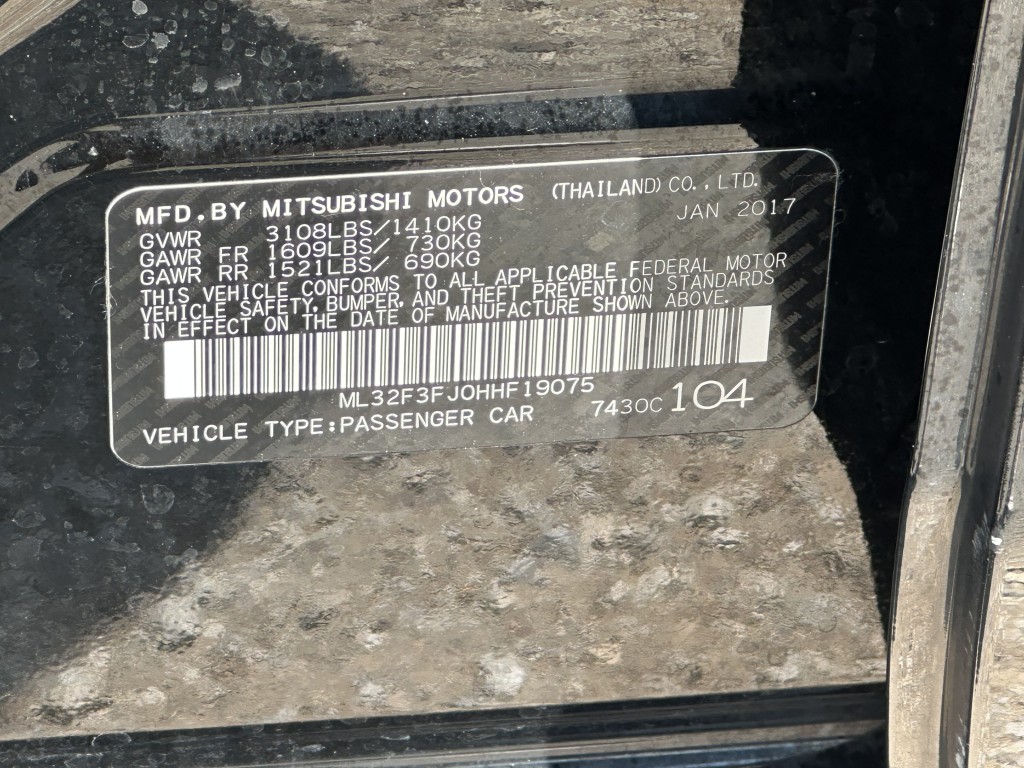 MFD.BY MITSUBISHI MOTORS (THAILAND) CO.,LTD.
JAN 2017
GVWR 3108LBS/1410KG
GAWR FR 1609LBS/ 730KG
GAWR RR 1521LBS/ 690KG
THIS VEHICLE CONFORMS TO ALL APPLICABLE FEDERAL MOTOR
VEHICLE SAFETY, BUMPER, AND THEFT PREVENTION STANDARDS
IN EFFECT ON THE DATE OF MANUFACTURE SHOWN ABOVE.
ML32F3FJ0HHF19075
VEHICLE TYPE:PASSENGER CAR 7430C104